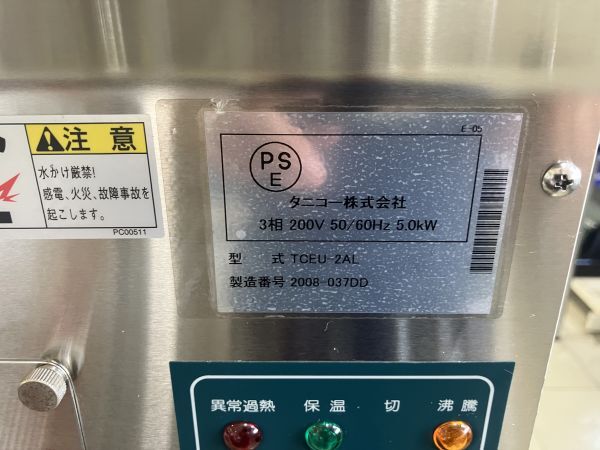 注意
水かけ厳禁!
感電、火災、故障事故を
起こします。
PC00511
E-05
PS
E
タニコー株式会社
3相 200V 50/60Hz 5.0kW
型 式 TCEU-2AL
製造番号 2008-037DD
異常過熱 保温 切 沸騰